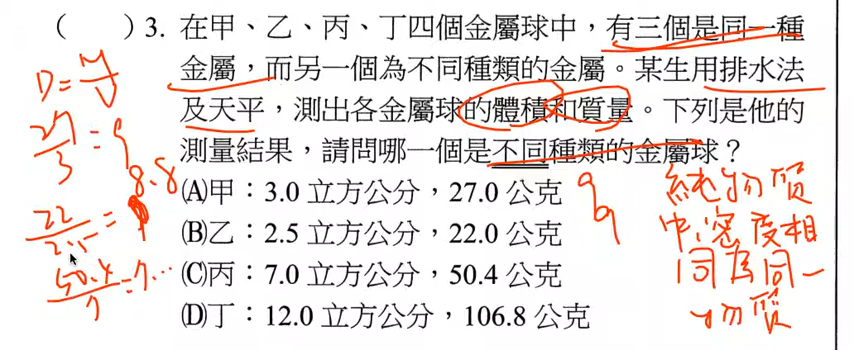 (　　)3. 在甲、乙、丙、丁四個金屬球中,有三個是同一種
金屬,而另一個為不同種類的金屬。某生用排水法
及天平,測出各金屬球的體積和質量。下列是他的
測量結果,請問哪一個是不同種類的金屬球?
(A)甲:3.0 立方公分,27.0 公克
(B)乙:2.5 立方公分,22.0 公克
(C)丙:7.0 立方公分,50.4 公克
(D)丁:12.0 立方公分,106.8 公克
D=M/V
27/3=9
8.8
22/2.5=
50.4/7=7...
9
純物質
中,密度相
同為同一
物質